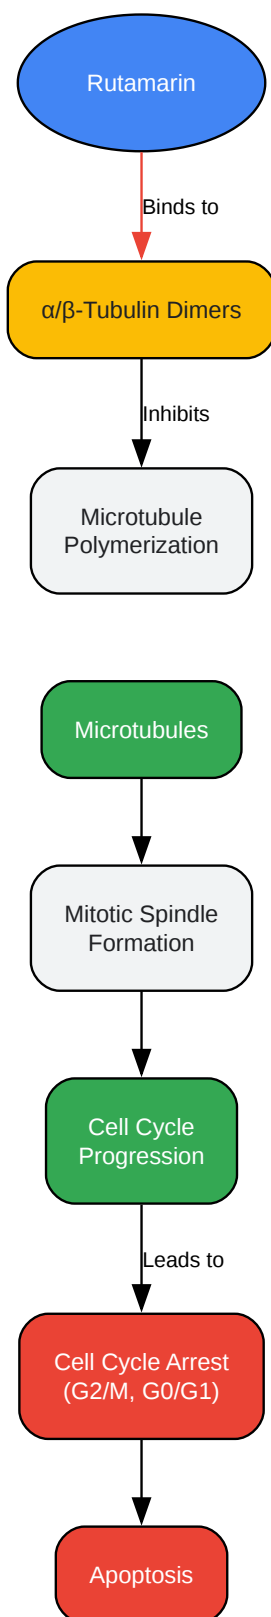 Rutamarin
Binds to
α/β-Tubulin Dimers
Inhibits
Microtubule
Polymerization
Microtubules
Mitotic Spindle
Formation
Cell Cycle
Progression
Leads to
Cell Cycle Arrest
(G2/M, G0/G1)
Apoptosis